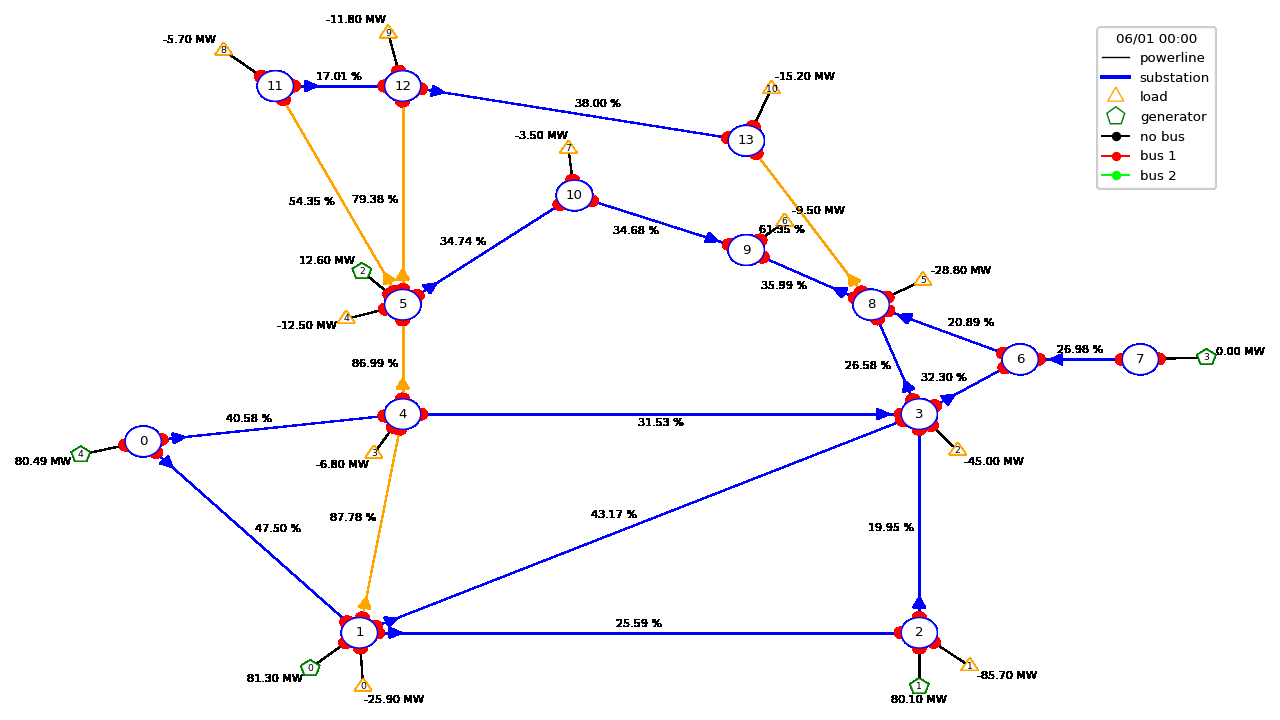 -11.80 MW
9
-5.70 MW
8
11
17.01 %
12
38.00 %
-15.20 MW
10
13
-3.50 MW
7
10
54.35 %
79.38 %
-9.50 MW
6
61.35 %
34.74 %
34.68 %
9
12.60 MW
2
35.99 %
-28.80 MW
5
5
8
-12.50 MW
4
20.89 %
86.99 %
26.58 %
32.30 %
6
26.98 %
7
3
0.00 MW
40.58 %
4
31.53 %
3
0
4
80.49 MW
-6.80 MW
3
2
-45.00 MW
87.78 %
43.17 %
47.50 %
19.95 %
1
25.59 %
2
81.30 MW
0
0
-25.90 MW
1
80.10 MW
1
-85.70 MW
06/01 00:00
powerline
substation
load
generator
no bus
bus 1
bus 2